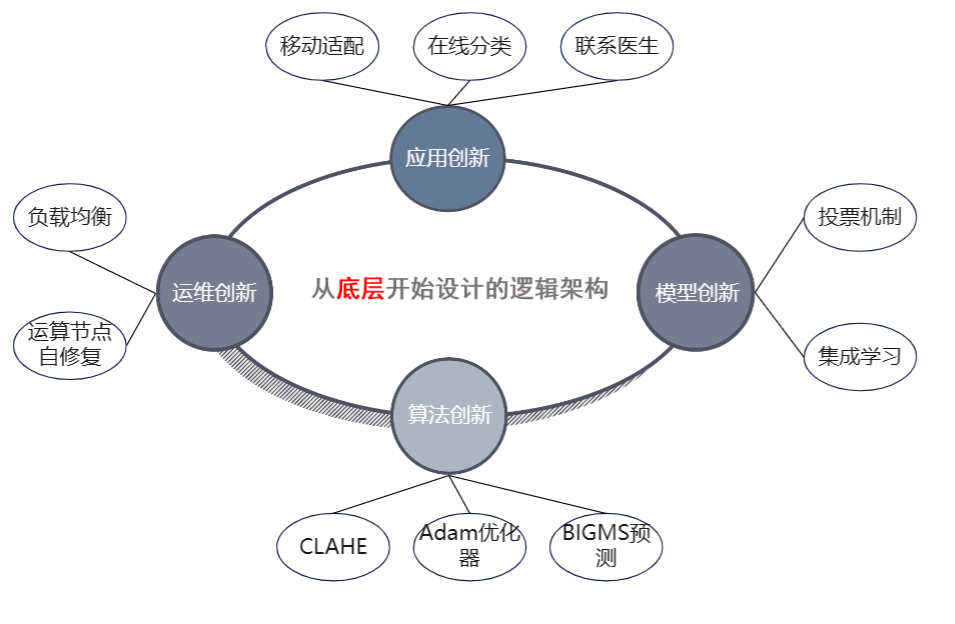 移动适配
在线分类
联系医生
应用创新
负载均衡
投票机制
运维创新
从底层开始设计的逻辑架构
模型创新
运算节点
自修复
集成学习
算法创新
CLAHE
Adam优化
器
BIGMS预
测